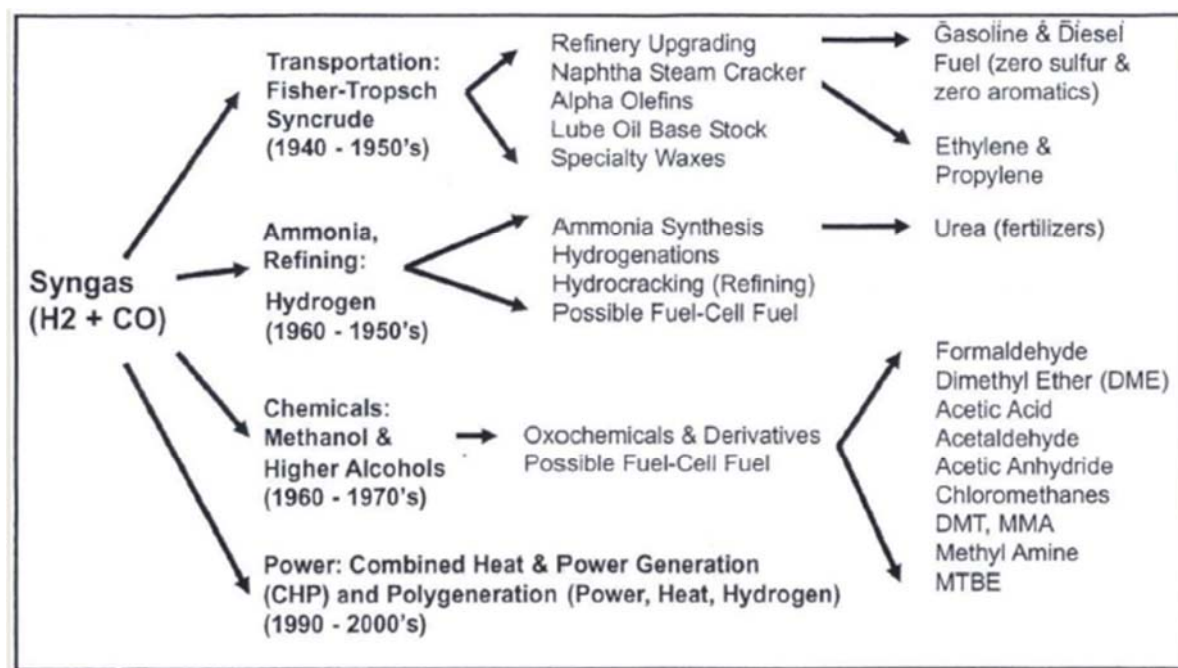 Transportation:
Fisher-Tropsch
Syncrude
(1940 - 1950's)
Refinery Upgrading
Naphtha Steam Cracker
Alpha Olefins
Lube Oil Base Stock
Specialty Waxes
Gasoline & Diesel
Fuel (zero sulfur &
zero aromatics)
Ethylene &
Propylene
Syngas
(H2 + CO)
Ammonia,
Refining:
Hydrogen
(1960 - 1950's)
Ammonia Synthesis
Hydrogenations
Hydrocracking (Refining)
Possible Fuel-Cell Fuel
Urea (fertilizers)
Chemicals:
Methanol &
Higher Alcohols
(1960 - 1970's)
Oxochemicals & Derivatives
Possible Fuel-Cell Fuel
Formaldehyde
Dimethyl Ether (DME)
Acetic Acid
Acetaldehyde
Acetic Anhydride
Chloromethanes
DMT, MMA
Methyl Amine
MTBE
Power: Combined Heat & Power Generation
(CHP) and Polygeneration (Power, Heat, Hydrogen)
(1990 - 2000's)